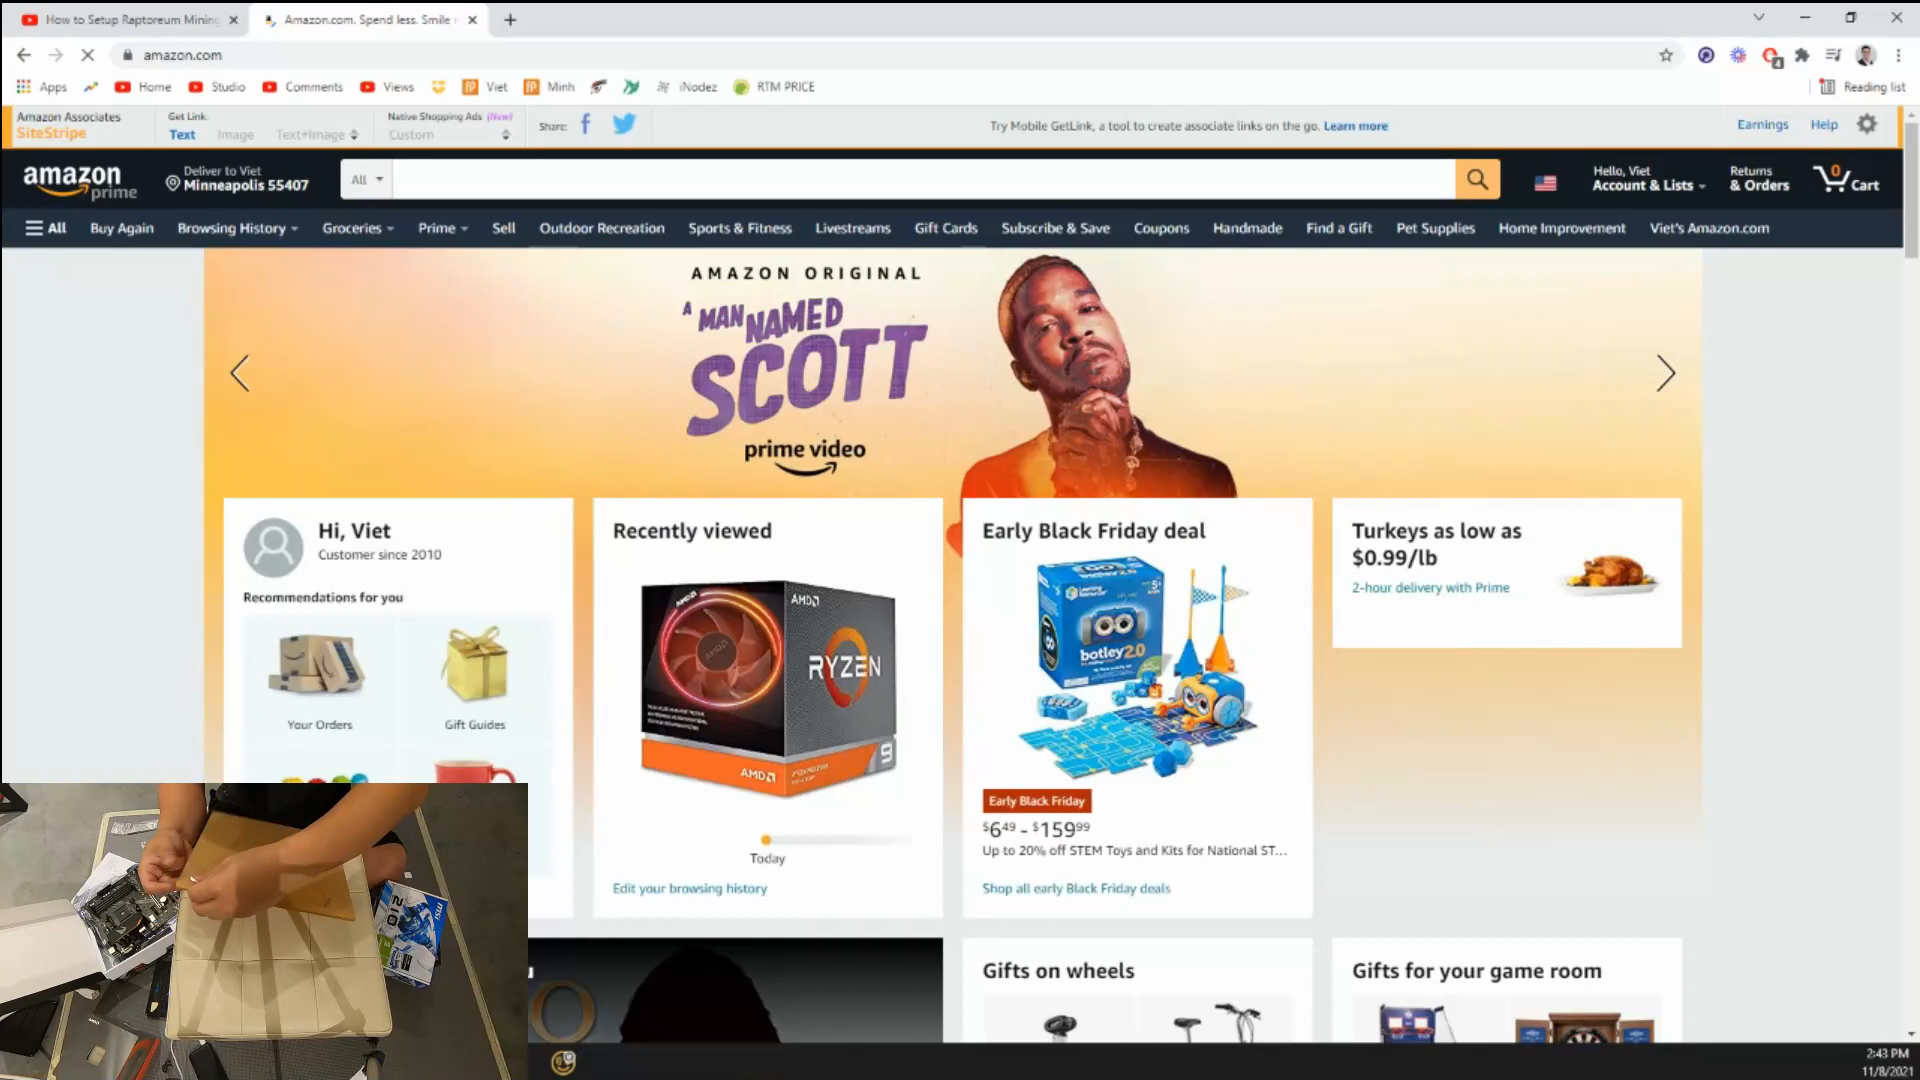 How to Setup Raptoreum Mining
Amazon.com. Spend less. Smile
amazon.com
Apps
Home
Studio
Comments
Views
Viet
Minh
iNodez
RTM PRICE
Reading list
Amazon Associates
SiteStripe
Get Link:
Text
Image
Text+Image
Native Shopping Ads (New)
Custom
Share:
Try Mobile GetLink, a tool to create associate links on the go. Learn more
Earnings
Help
amazon
prime
Deliver to Viet
Minneapolis 55407
All
Hello, Viet
Account & Lists
Returns
& Orders
0
Cart
All
Buy Again
Browsing History
Groceries
Prime
Sell
Outdoor Recreation
Sports & Fitness
Livestreams
Gift Cards
Subscribe & Save
Coupons
Handmade
Find a Gift
Pet Supplies
Home Improvement
Viet's Amazon.com
AMAZON ORIGINAL
A MAN NAMED
SCOTT
prime video
Hi, Viet
Customer since 2010
Recommendations for you
Your Orders
Gift Guides
Recently viewed
AMD
AMD
RYZEN
9
AMD
Today
Edit your browsing history
Early Black Friday deal
botley 2.0
Early Black Friday
$6.49 - $159.99
Up to 20% off STEM Toys and Kits for National ST...
Shop all early Black Friday deals
Turkeys as low as
$0.99/lb
2-hour delivery with Prime
Gifts on wheels
Gifts for your game room
msi
2:43 PM
11/8/2021